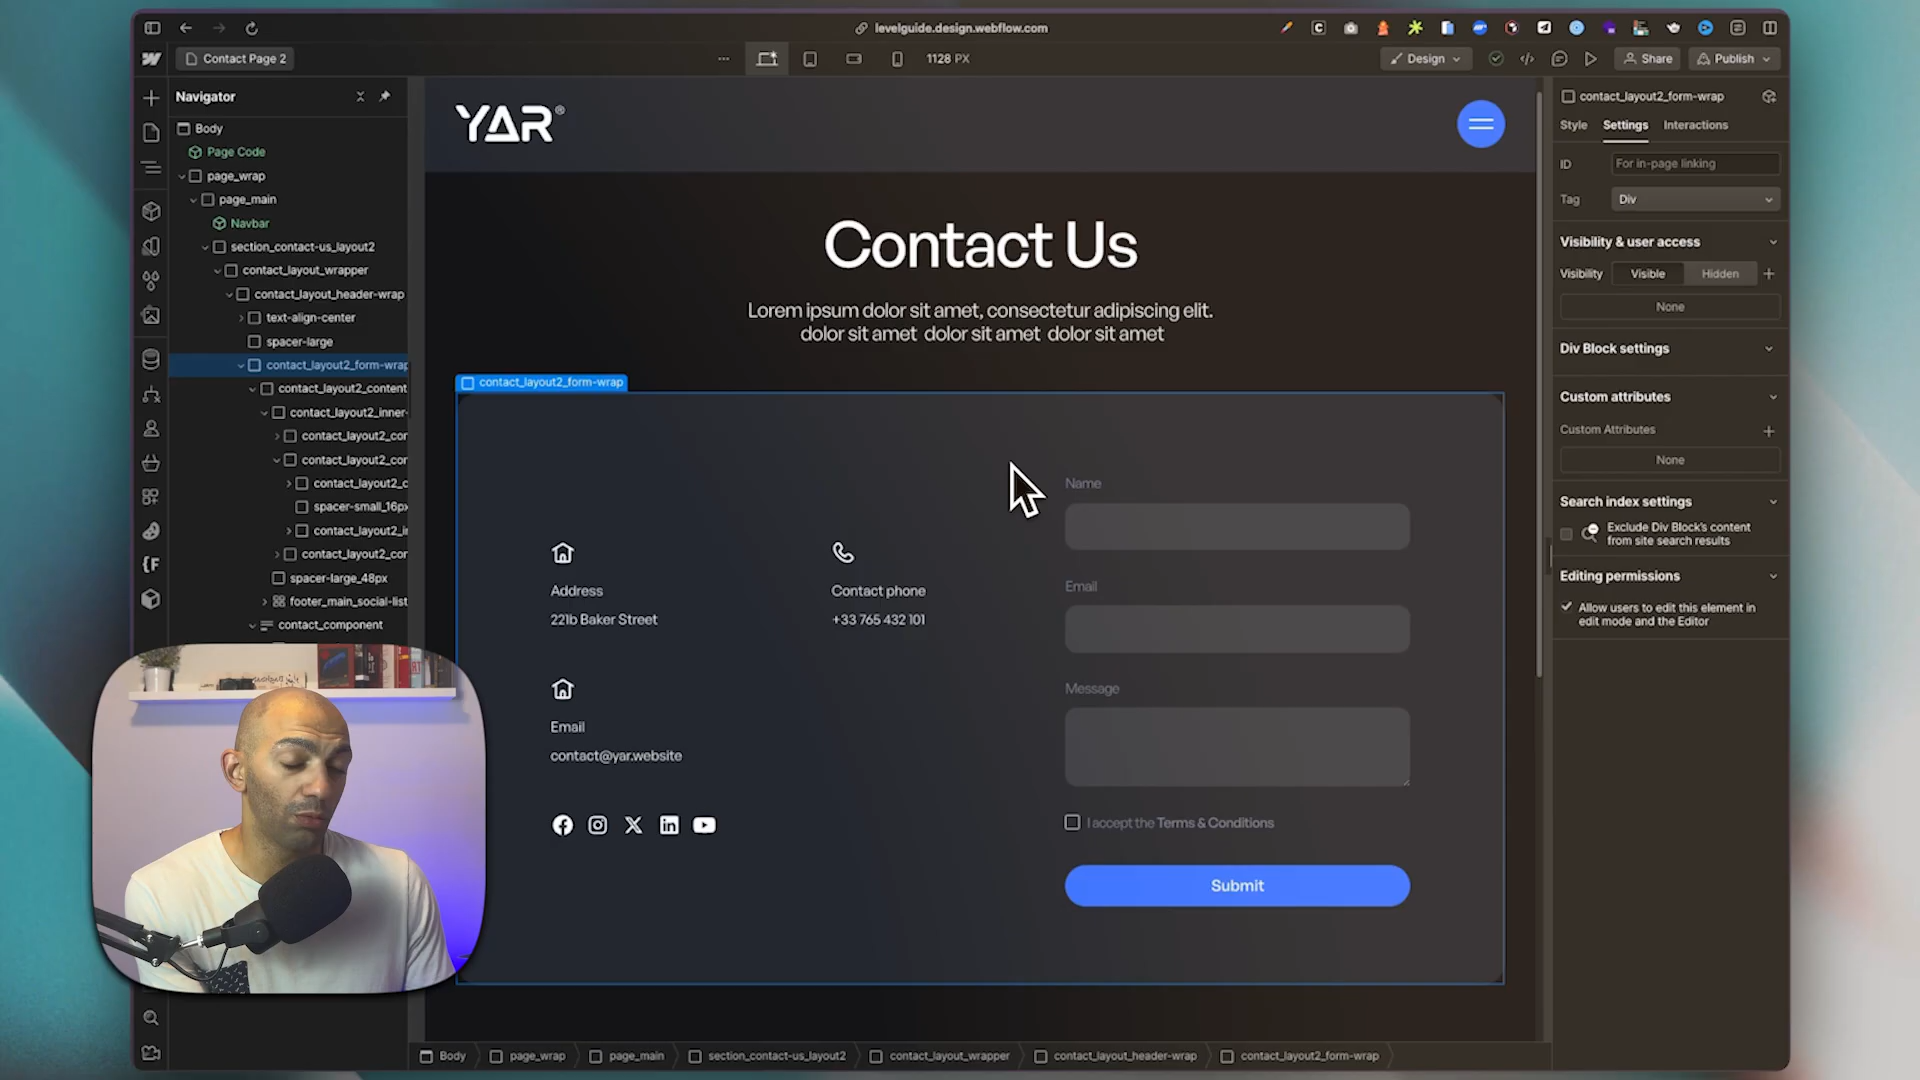 levelguide.design.webflow.com
Contact Page 2
1128 PX
Design
Share
Publish
Navigator
Body
Page Code
page_wrap
page_main
Navbar
section_contact-us_layout2
contact_layout_wrapper
contact_layout_header-wrap
text-align-center
spacer-large
contact_layout2_form-wrap
contact_layout2_content
contact_layout2_inner-
contact_layout2_cor
contact_layout2_cor
contact_layout2_c
spacer-small_16px
contact_layout2_i
contact_layout2_cor
spacer-large_48px
footer_main_social-list
contact_component
YAR®
Contact Us
Lorem ipsum dolor sit amet, consectetur adipiscing elit.
dolor sit amet dolor sit amet dolor sit amet
contact_layout2_form-wrap
Address
221b Baker Street
Contact phone
+33 765 432 101
Email
contact@yar.website
Name
Email
Message
I accept the Terms & Conditions
Submit
contact_layout2_form-wrap
Style
Settings
Interactions
ID
For in-page linking
Tag
Div
Visibility & user access
Visibility
Visible
Hidden
None
Div Block settings
Custom attributes
Custom Attributes
None
Search index settings
Exclude Div Block's content
from site search results
Editing permissions
Allow users to edit this element in
edit mode and the Editor
Body
page_wrap
page_main
section_contact-us_layout2
contact_layout_wrapper
contact_layout_header-wrap
contact_layout2_form-wrap